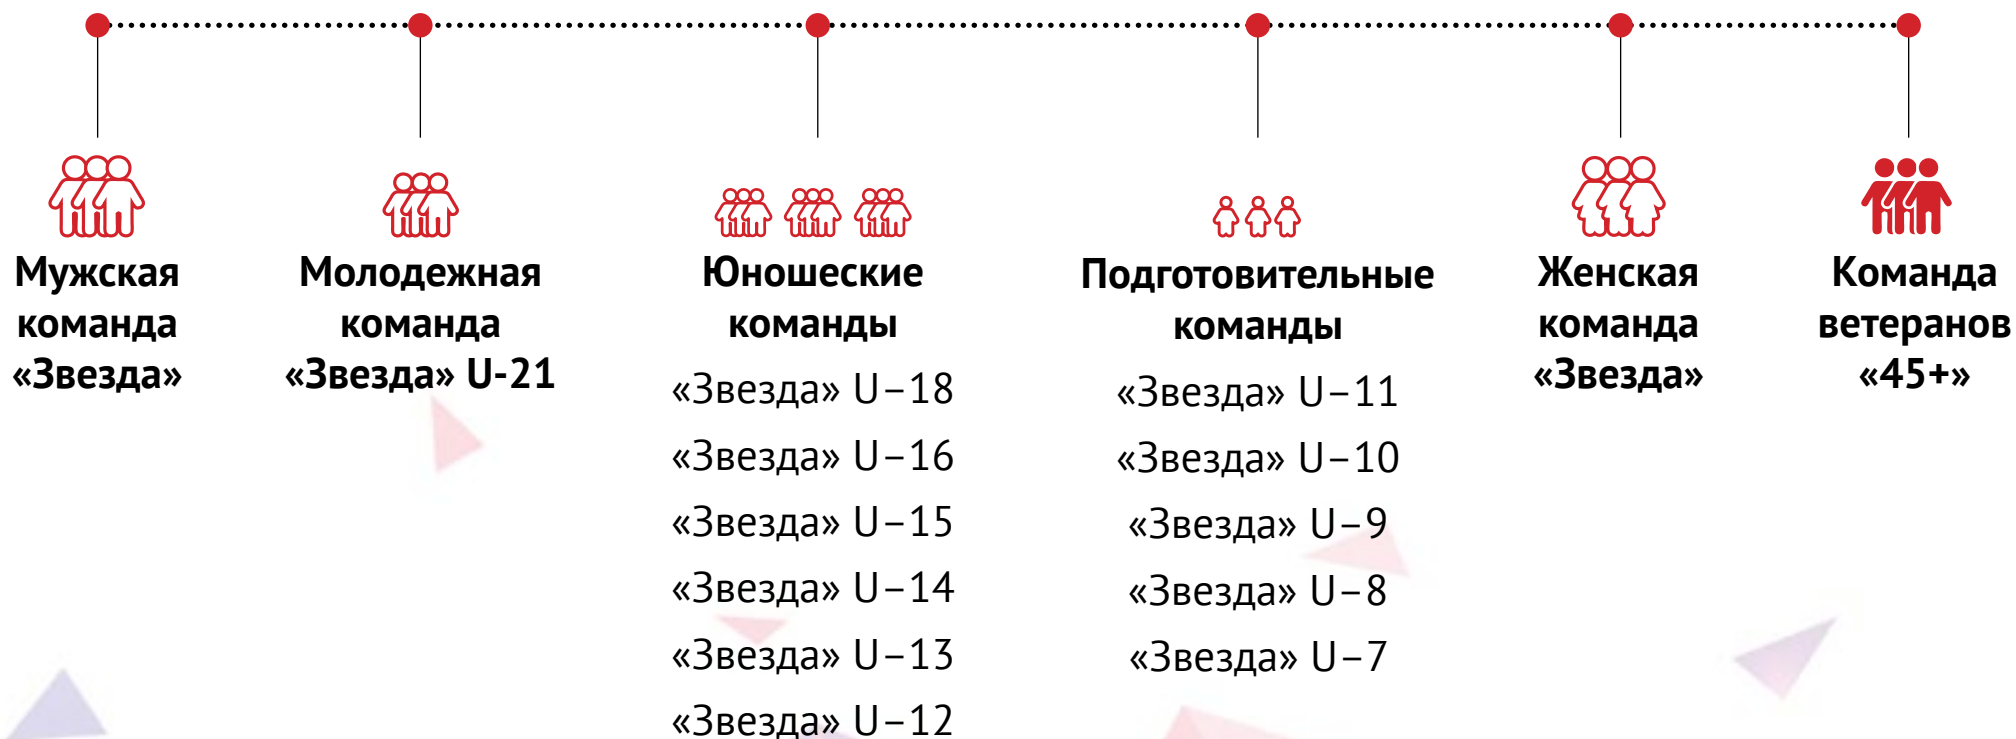 Мужская
команда
«Звезда»
Молодежная
команда
«Звезда» U-21
Юношеские
команды
«Звезда» U–18
«Звезда» U–16
«Звезда» U–15
«Звезда» U–14
«Звезда» U–13
«Звезда» U–12
Подготовительные
команды
«Звезда» U–11
«Звезда» U–10
«Звезда» U–9
«Звезда» U–8
«Звезда» U–7
Женская
команда
«Звезда»
Команда
ветеранов
«45+»